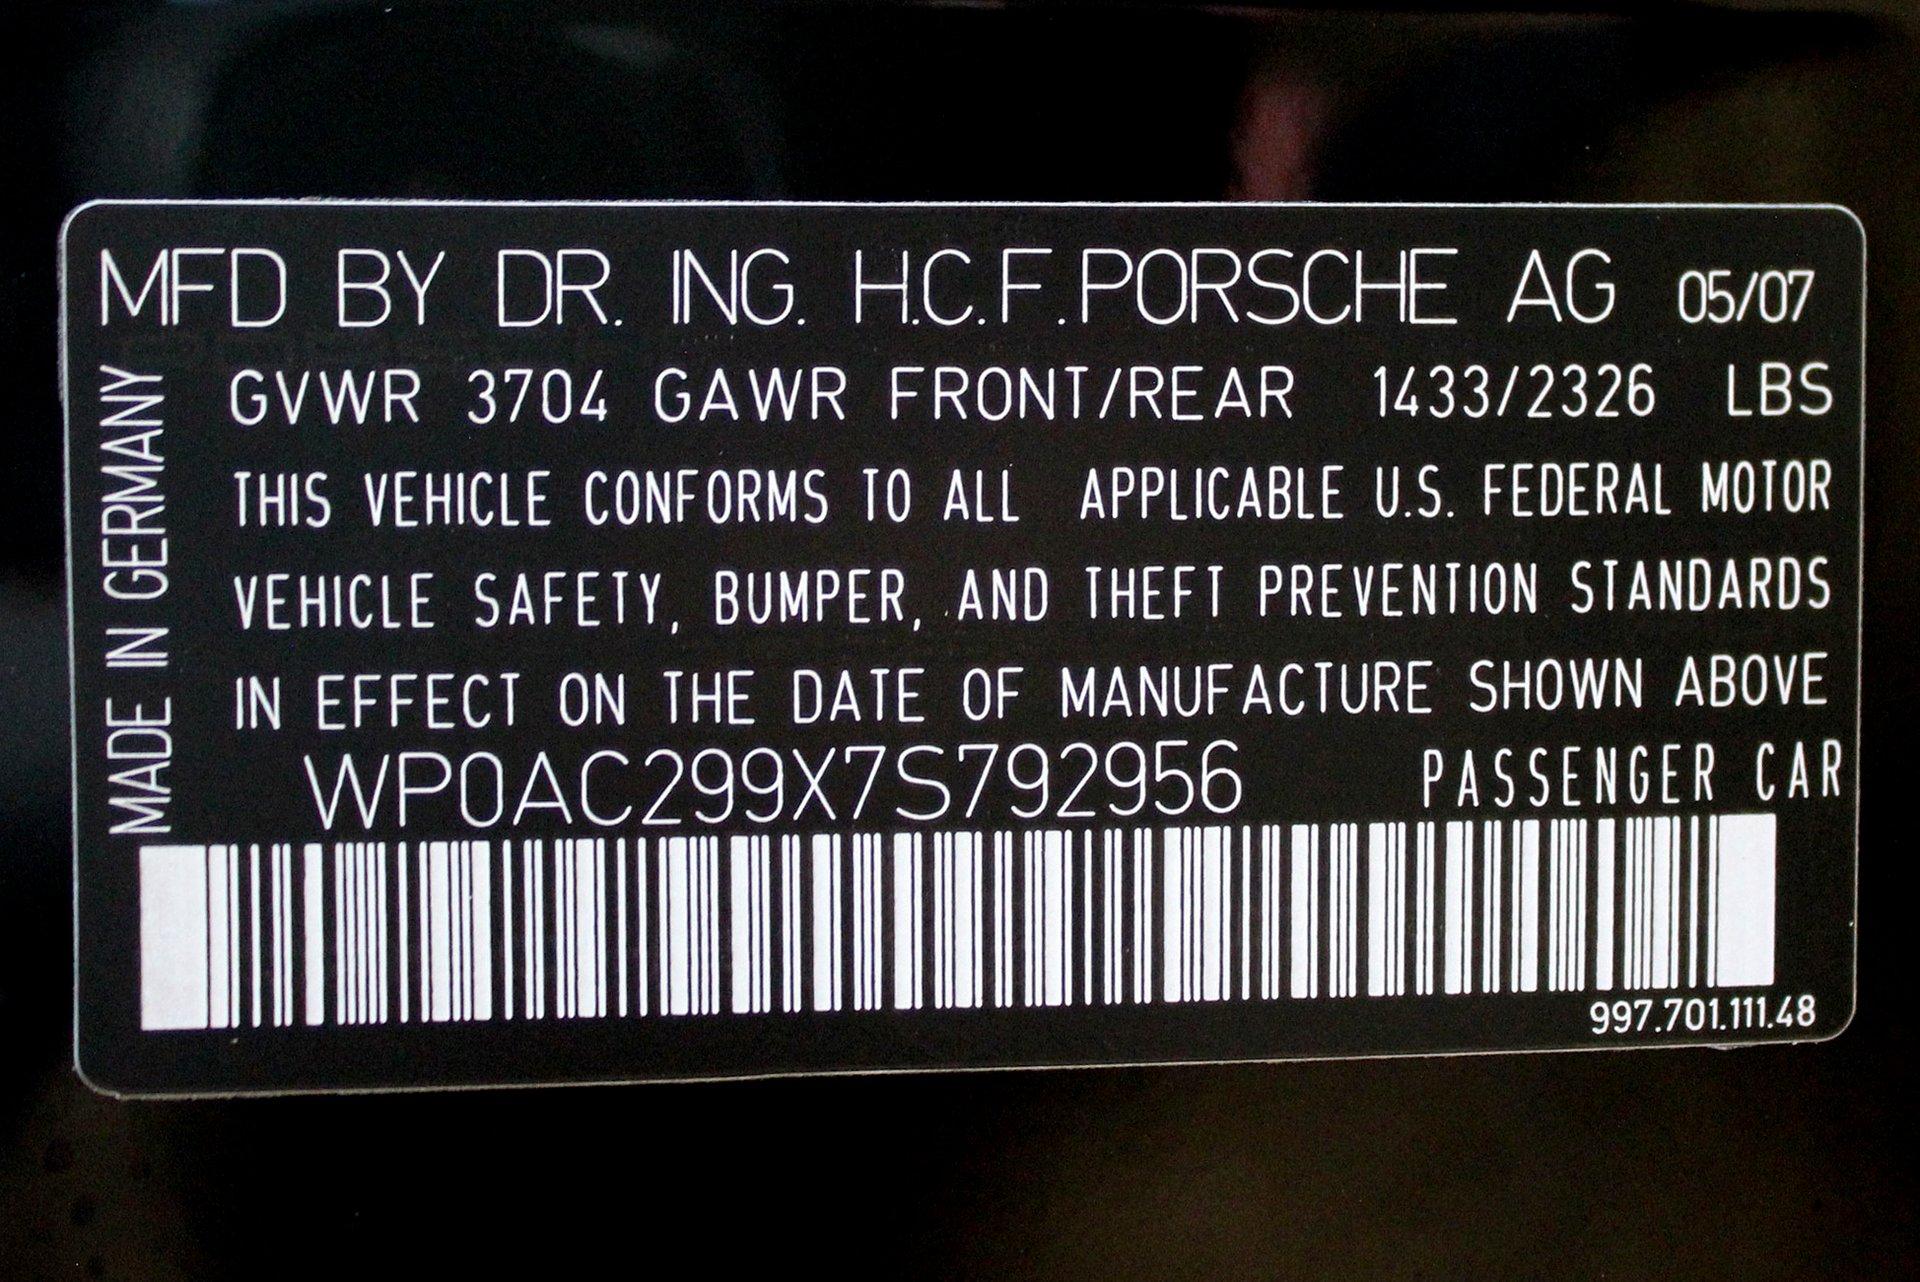 MFD BY DR. ING. H.C.F.PORSCHE AG 05/07
MADE IN GERMANY
GVWR 3704 GAWR FRONT/REAR 1433/2326 LBS
THIS VEHICLE CONFORMS TO ALL APPLICABLE U.S. FEDERAL MOTOR
VEHICLE SAFETY, BUMPER, AND THEFT PREVENTION STANDARDS
IN EFFECT ON THE DATE OF MANUFACTURE SHOWN ABOVE
WP0AC299X7S792956 PASSENGER CAR
997.701.111.48